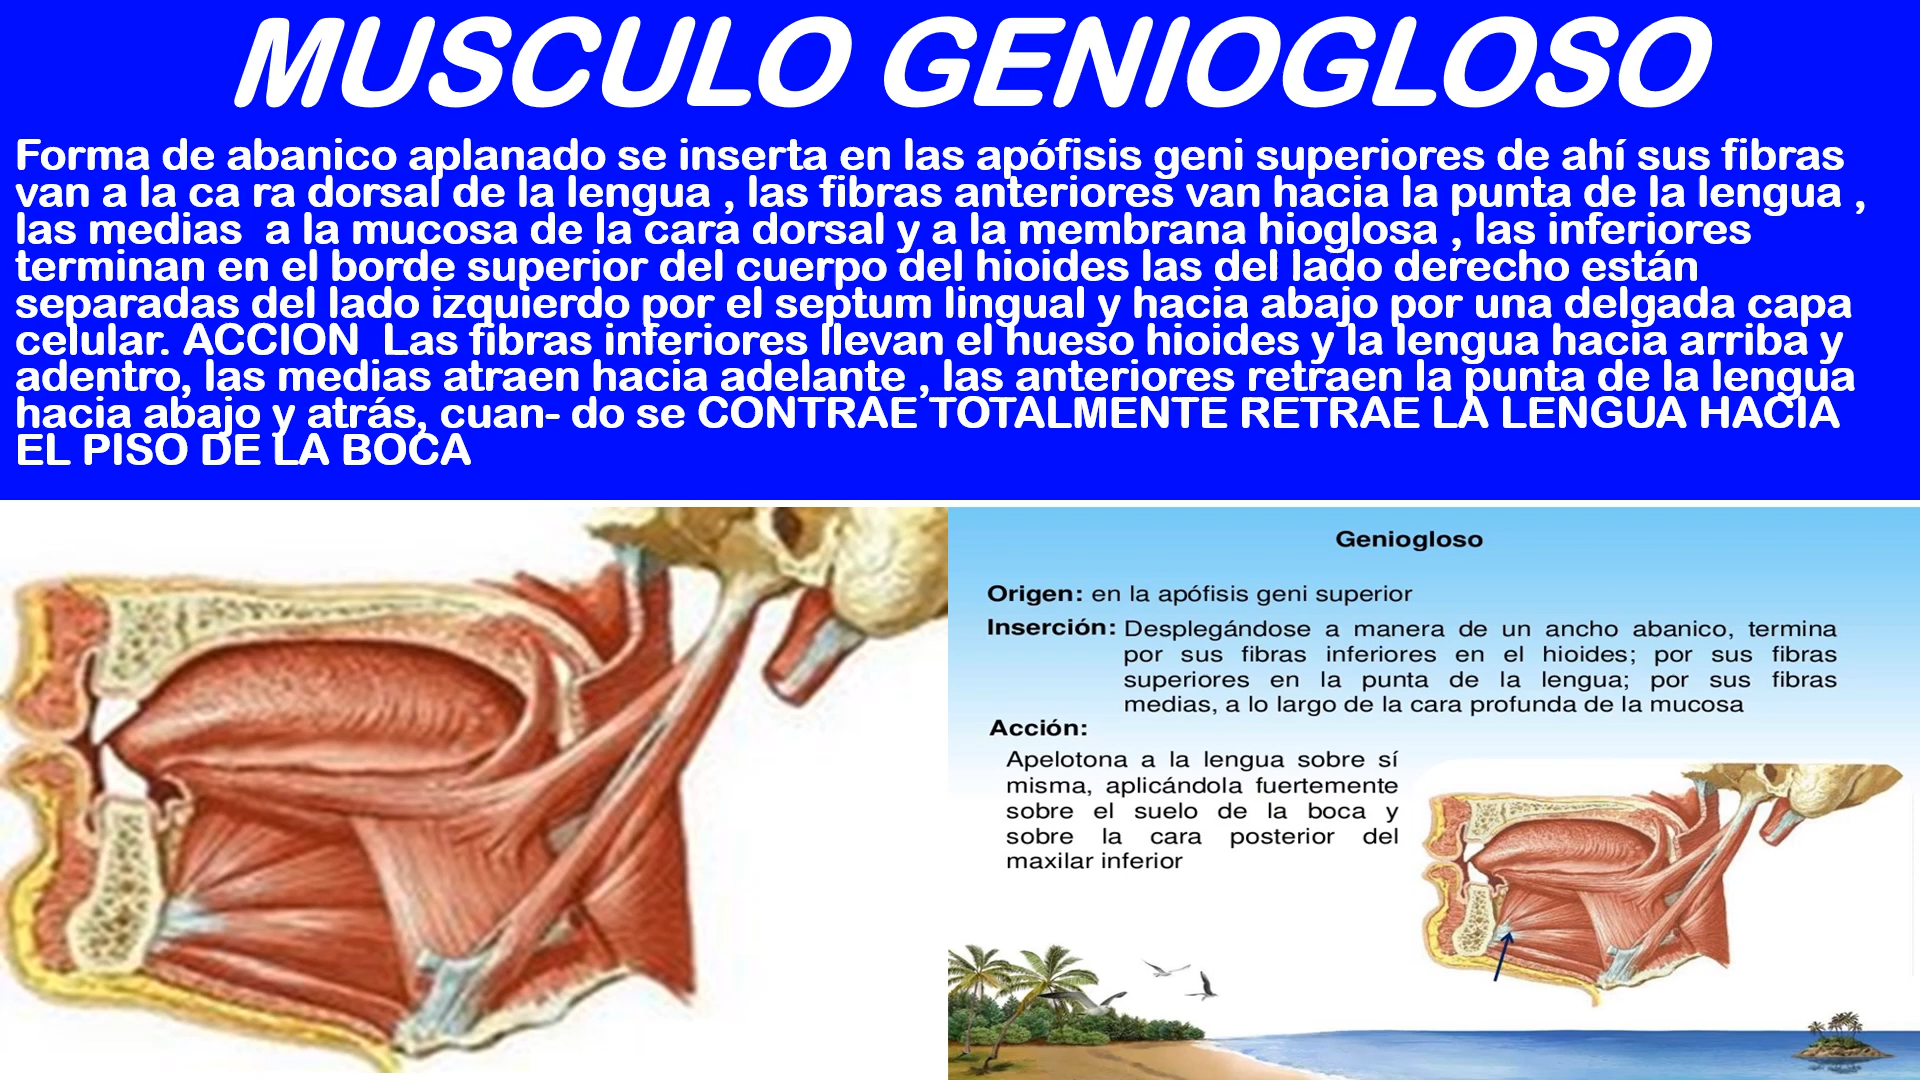 MUSCULO GENIOGLOSO
Forma de abanico aplanado se inserta en las apófisis geni superiores de ahí sus fibras
van a la ca ra dorsal de la lengua , las fibras anteriores van hacia la punta de la lengua ,
las medias  a la mucosa de la cara dorsal y a la membrana hioglosa , las inferiores
terminan en el borde superior del cuerpo del hioides las del lado derecho están
separadas del lado izquierdo por el septum lingual y hacia abajo por una delgada capa
celular. ACCION  Las fibras inferiores llevan el hueso hioides y la lengua hacia arriba y
adentro, las medias atraen hacia adelante , las anteriores retraen la punta de la lengua
hacia abajo y atrás, cuan- do se CONTRAE TOTALMENTE RETRAE LA LENGUA HACIA
EL PISO DE LA BOCA
Geniogloso
Origen: en la apófisis geni superior
Inserción: Desplegándose a manera de un ancho abanico, termina
por sus fibras inferiores en el hioides; por sus fibras
superiores en la punta de la lengua; por sus fibras
medias, a lo largo de la cara profunda de la mucosa
Acción:
Apelotona a la lengua sobre sí
misma, aplicándola fuertemente
sobre el suelo de la boca y
sobre la cara posterior del
maxilar inferior